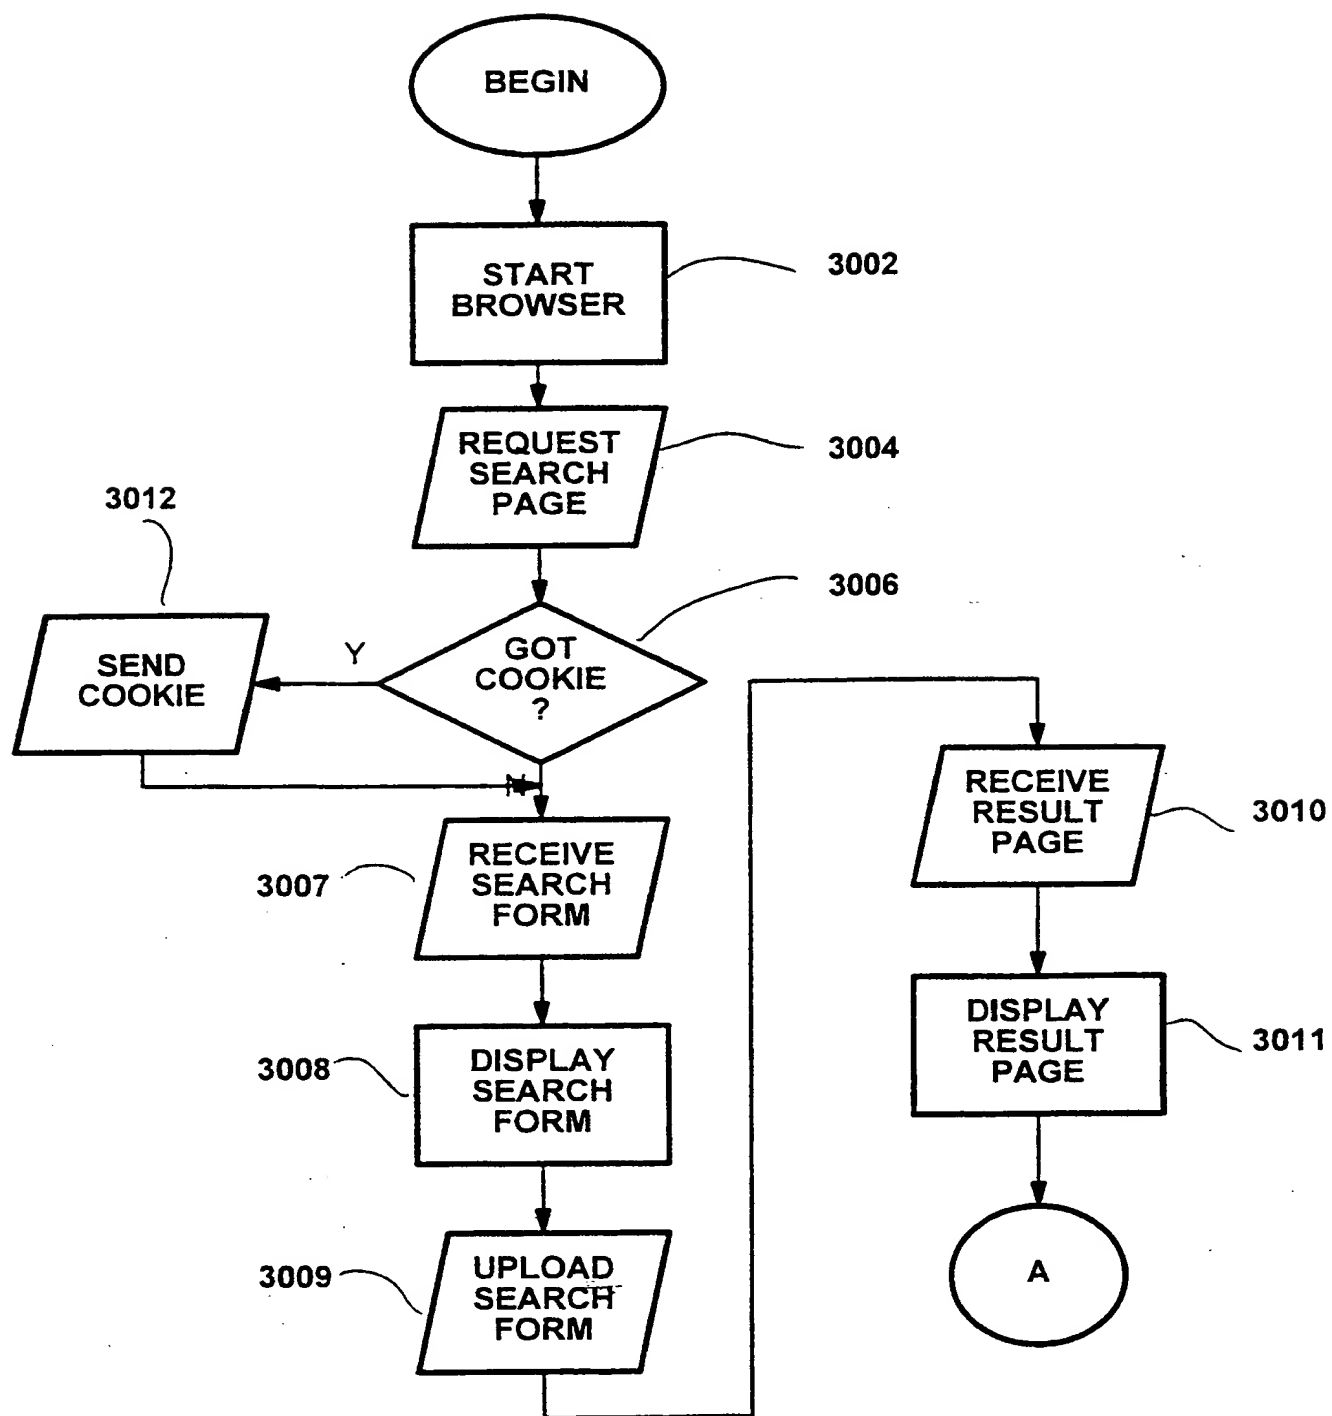 BEGIN
START
BROWSER
3002
REQUEST
SEARCH
PAGE
3004
3012
3006
GOT
COOKIE
?
Y
SEND
COOKIE
RECEIVE
SEARCH
FORM
3007
DISPLAY
SEARCH
FORM
3008
UPLOAD
SEARCH
FORM
3009
RECEIVE
RESULT
PAGE
3010
DISPLAY
RESULT
PAGE
3011
A